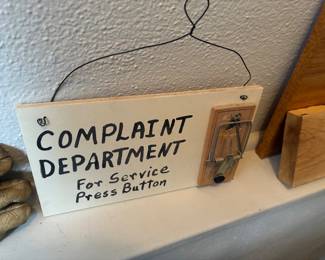 COMPLAINT
DEPARTMENT
For Service
Press Button